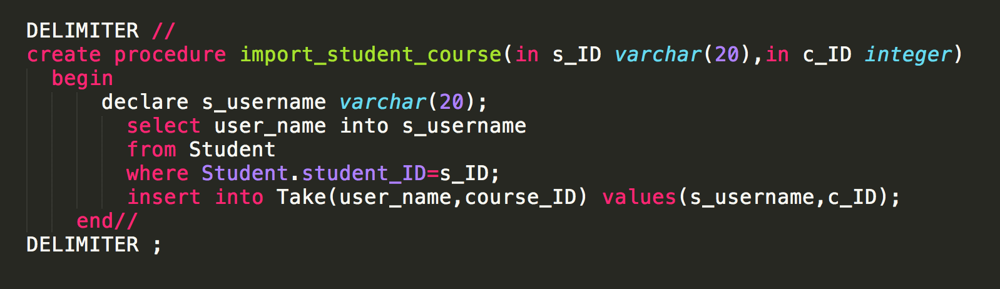 DELIMITER //
create procedure import_student_course(in s_ID varchar(20),in c_ID integer)
begin
declare s_username varchar(20);
select user_name into s_username
from Student
where Student.student_ID=s_ID;
insert into Take(user_name,course_ID) values(s_username,c_ID);
end//
DELIMITER ;